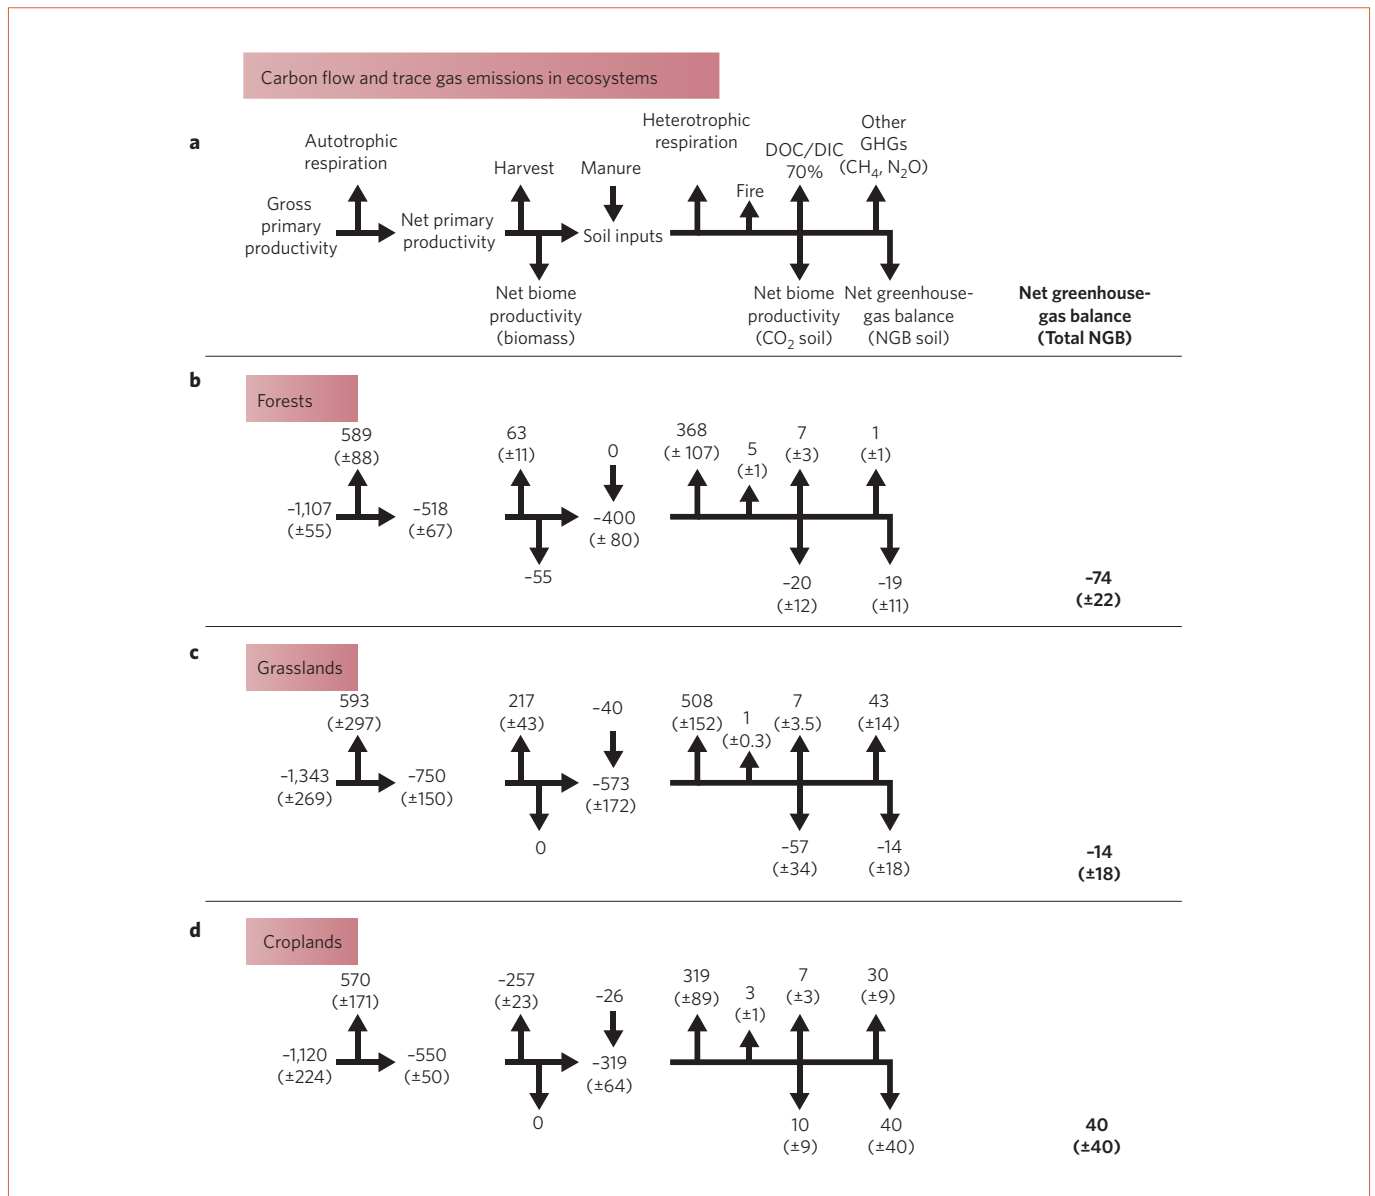 Carbon flow and trace gas emissions in ecosystems
a
Autotrophic
respiration
Gross
primary
productivity
Net primary
productivity
Harvest
Net biome
productivity
(biomass)
Manure
Soil inputs
Heterotrophic
respiration
Fire
DOC/DIC
70%
Other
GHGs
(CH4, N2O)
Net biome
productivity
(CO2 soil)
Net greenhouse-
gas balance
(NGB soil)
Net greenhouse-
gas balance
(Total NGB)
b
Forests
589
(±88)
–1,107
(±55)
–518
(±67)
63
(±11)
–55
0
–400
(± 80)
368
(± 107)
5
(±1)
7
(±3)
1
(±1)
–20
(±12)
–19
(±11)
–74
(±22)
c
Grasslands
593
(±297)
–1,343
(±269)
–750
(±150)
217
(±43)
0
–40
–573
(±172)
508
(±152)
1
(±0.3)
7
(±3.5)
43
(±14)
–57
(±34)
–14
(±18)
–14
(±18)
d
Croplands
570
(±171)
–1,120
(±224)
–550
(±50)
–257
(±23)
0
–26
–319
(±64)
319
(±89)
3
(±1)
7
(±3)
30
(±9)
10
(±9)
40
(±40)
40
(±40)